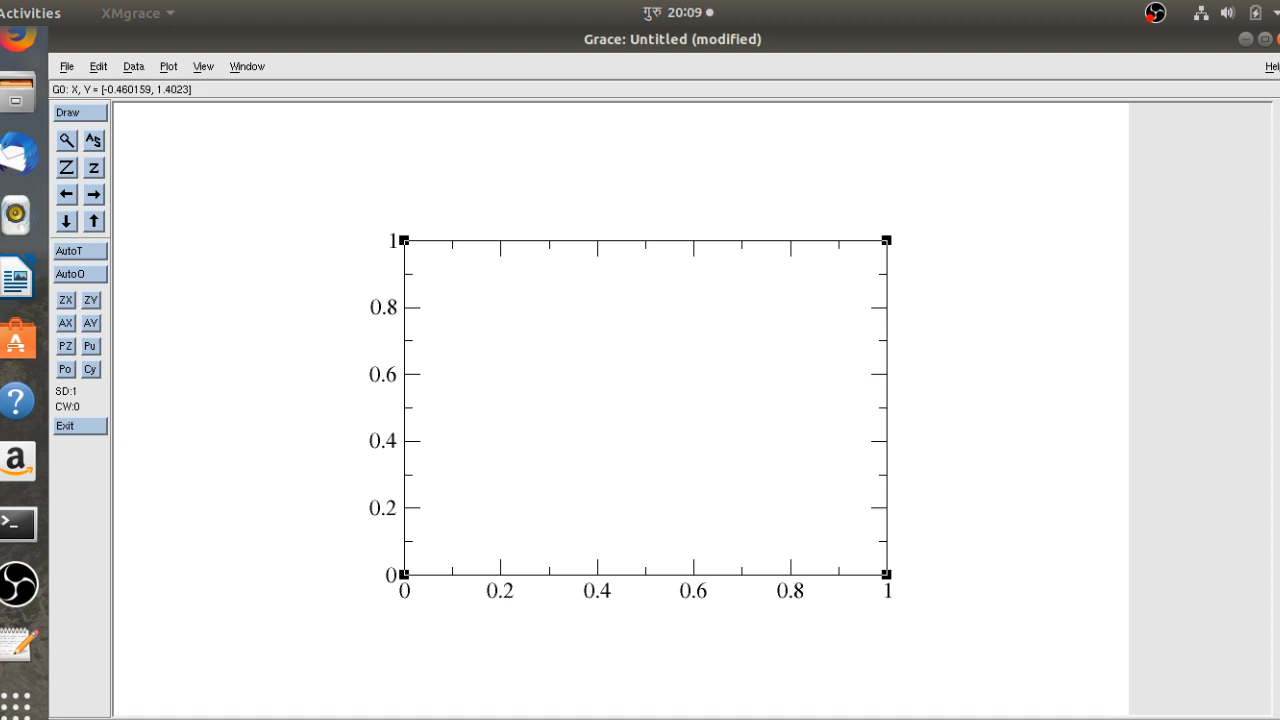 Activities XMgrace गुरु 20:09
Grace: Untitled (modified)
File Edit Data Plot View Window Hel
G0: X, Y = [-0.460159, 1.4023]
Draw
A S
Z z
AutoT
AutoO
ZX ZY
AX AY
PZ Pu
Po Cy
SD:1
CW:0
Exit
1
0.8
0.6
0.4
0.2
0
0 0.2 0.4 0.6 0.8 1